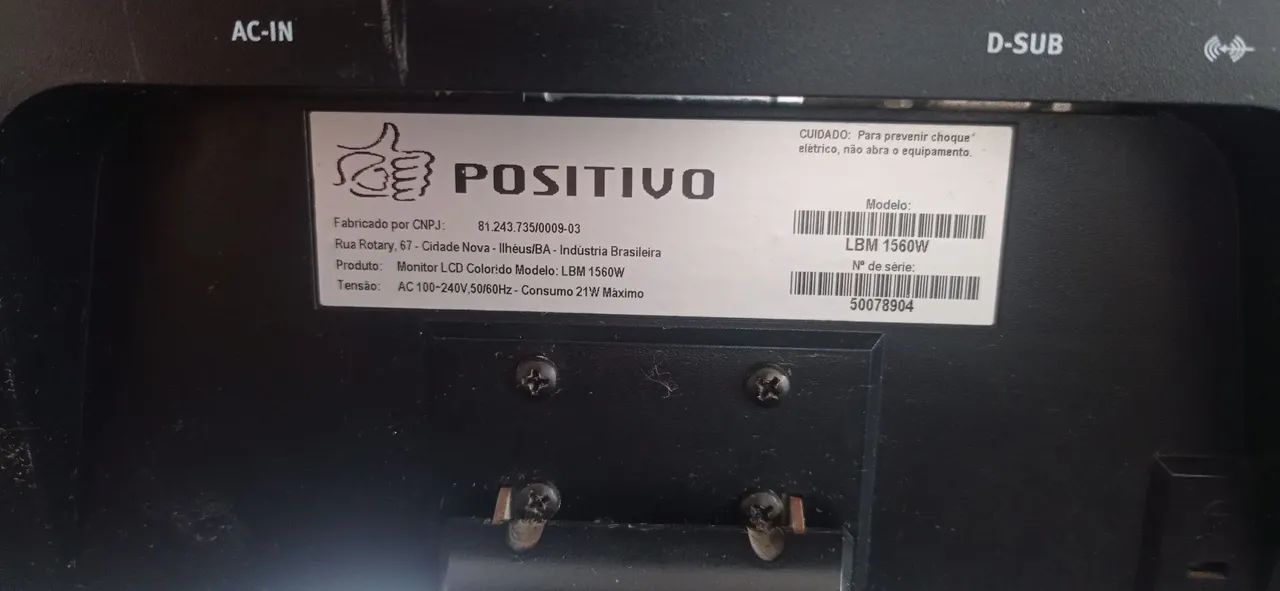 AC-IN
D-SUB
POSITIVO
CUIDADO: Para prevenir choque
elétrico, não abra o equipamento.
Fabricado por CNPJ: 81.243.735/0009-03
Rua Rotary, 67 - Cidade Nova - Ilhéus/BA - Indústria Brasileira
Produto: Monitor LCD Colorido Modelo: LBM 1560W
Tensão: AC 100~240V,50/60Hz - Consumo 21W Máximo
Modelo:
LBM 1560W
Nº de série:
50078904